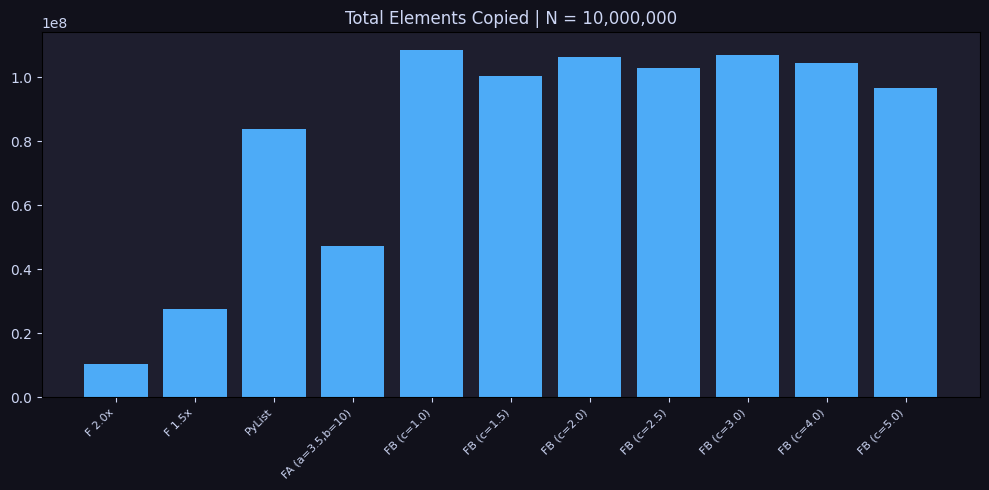 Total Elements Copied | N = 10,000,000
1e8
1.0
0.8
0.6
0.4
0.2
0.0
F 2.0x
F 1.5x
PyList
FA (a=3.5,b=10)
FB (c=1.0)
FB (c=1.5)
FB (c=2.0)
FB (c=2.5)
FB (c=3.0)
FB (c=4.0)
FB (c=5.0)